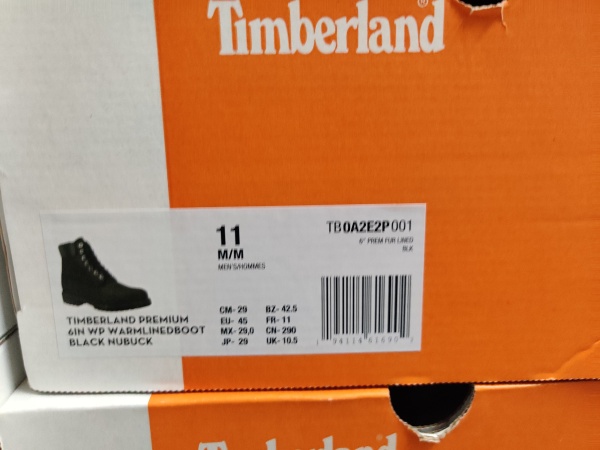 Timberland®
11
M/M
MEN'S/HOMMES
TB0A2E2P001
6" PREM FUR LINED
BLK
TIMBERLAND PREMIUM
6IN WP WARMLINEDBOOT
BLACK NUBUCK
CM- 29 BZ- 42.5
EU- 45 FR- 11
MX- 29,0 CN- 290
JP- 29 UK- 10.5
Timberland